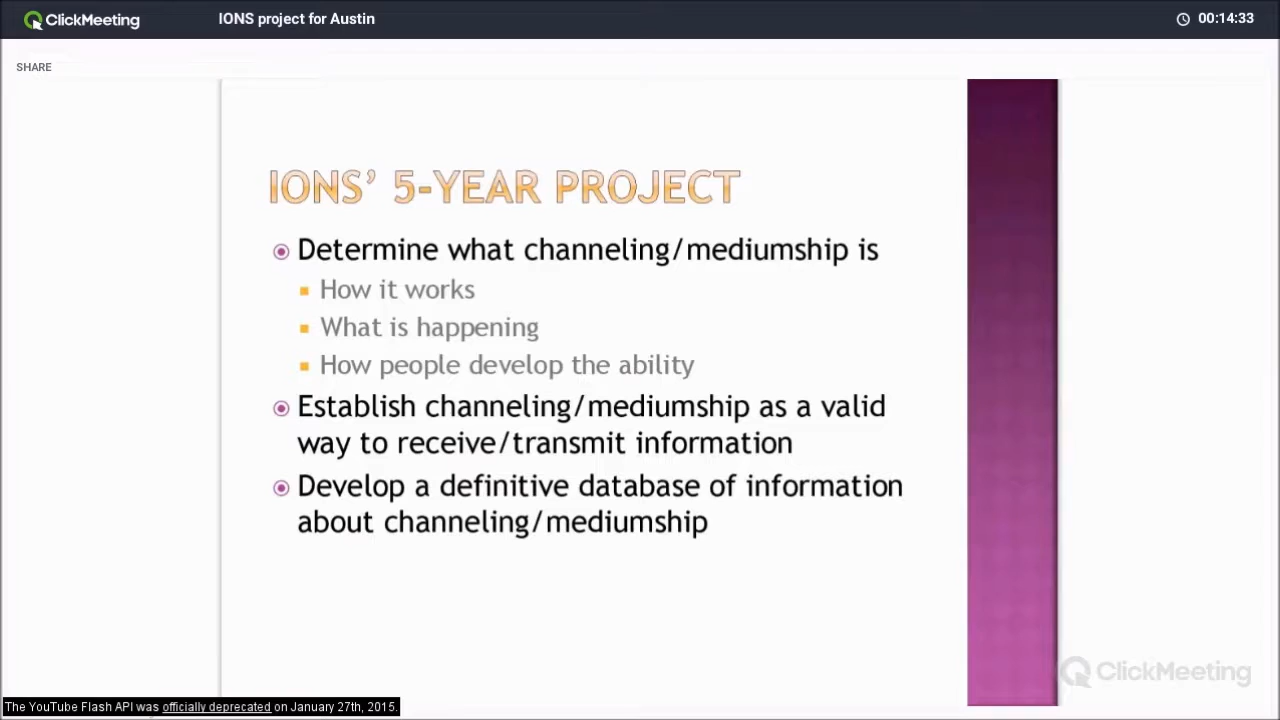 ClickMeeting
IONS project for Austin
00:14:33
SHARE
IONS' 5-YEAR PROJECT
Determine what channeling/mediumship is
How it works
What is happening
How people develop the ability
Establish channeling/mediumship as a valid
way to receive/transmit information
Develop a definitive database of information
about channeling/mediumship
ClickMeeting
The YouTube Flash API was officially deprecated on January 27th, 2015.